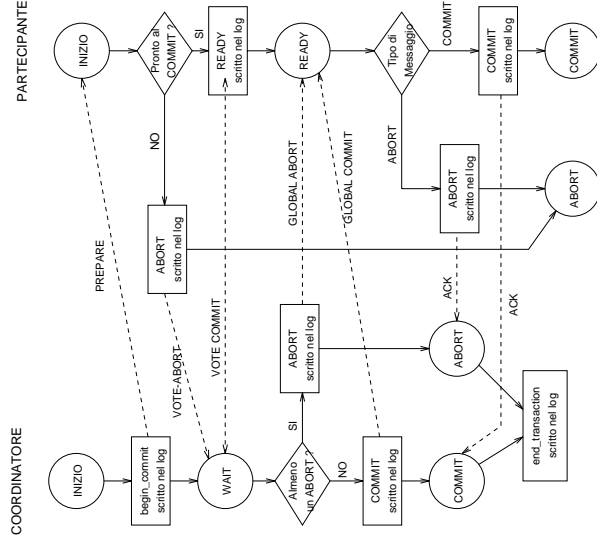 COORDINATORE
PARTECIPANTE
INIZIO
PREPARE
INIZIO
begin_commit
scritto nel log
Pronto al
COMMIT ?
NO
SI
ABORT
scritto nel log
READY
scritto nel log
VOTE-ABORT
VOTE COMMIT
WAIT
READY
Almeno
un ABORT ?
SI
NO
ABORT
scritto nel log
GLOBAL ABORT
GLOBAL COMMIT
COMMIT
scritto nel log
Tipo di
Messaggio
ABORT
COMMIT
ABORT
scritto nel log
COMMIT
scritto nel log
ACK
ACK
COMMIT
ABORT
ABORT
COMMIT
end_transaction
scritto nel log